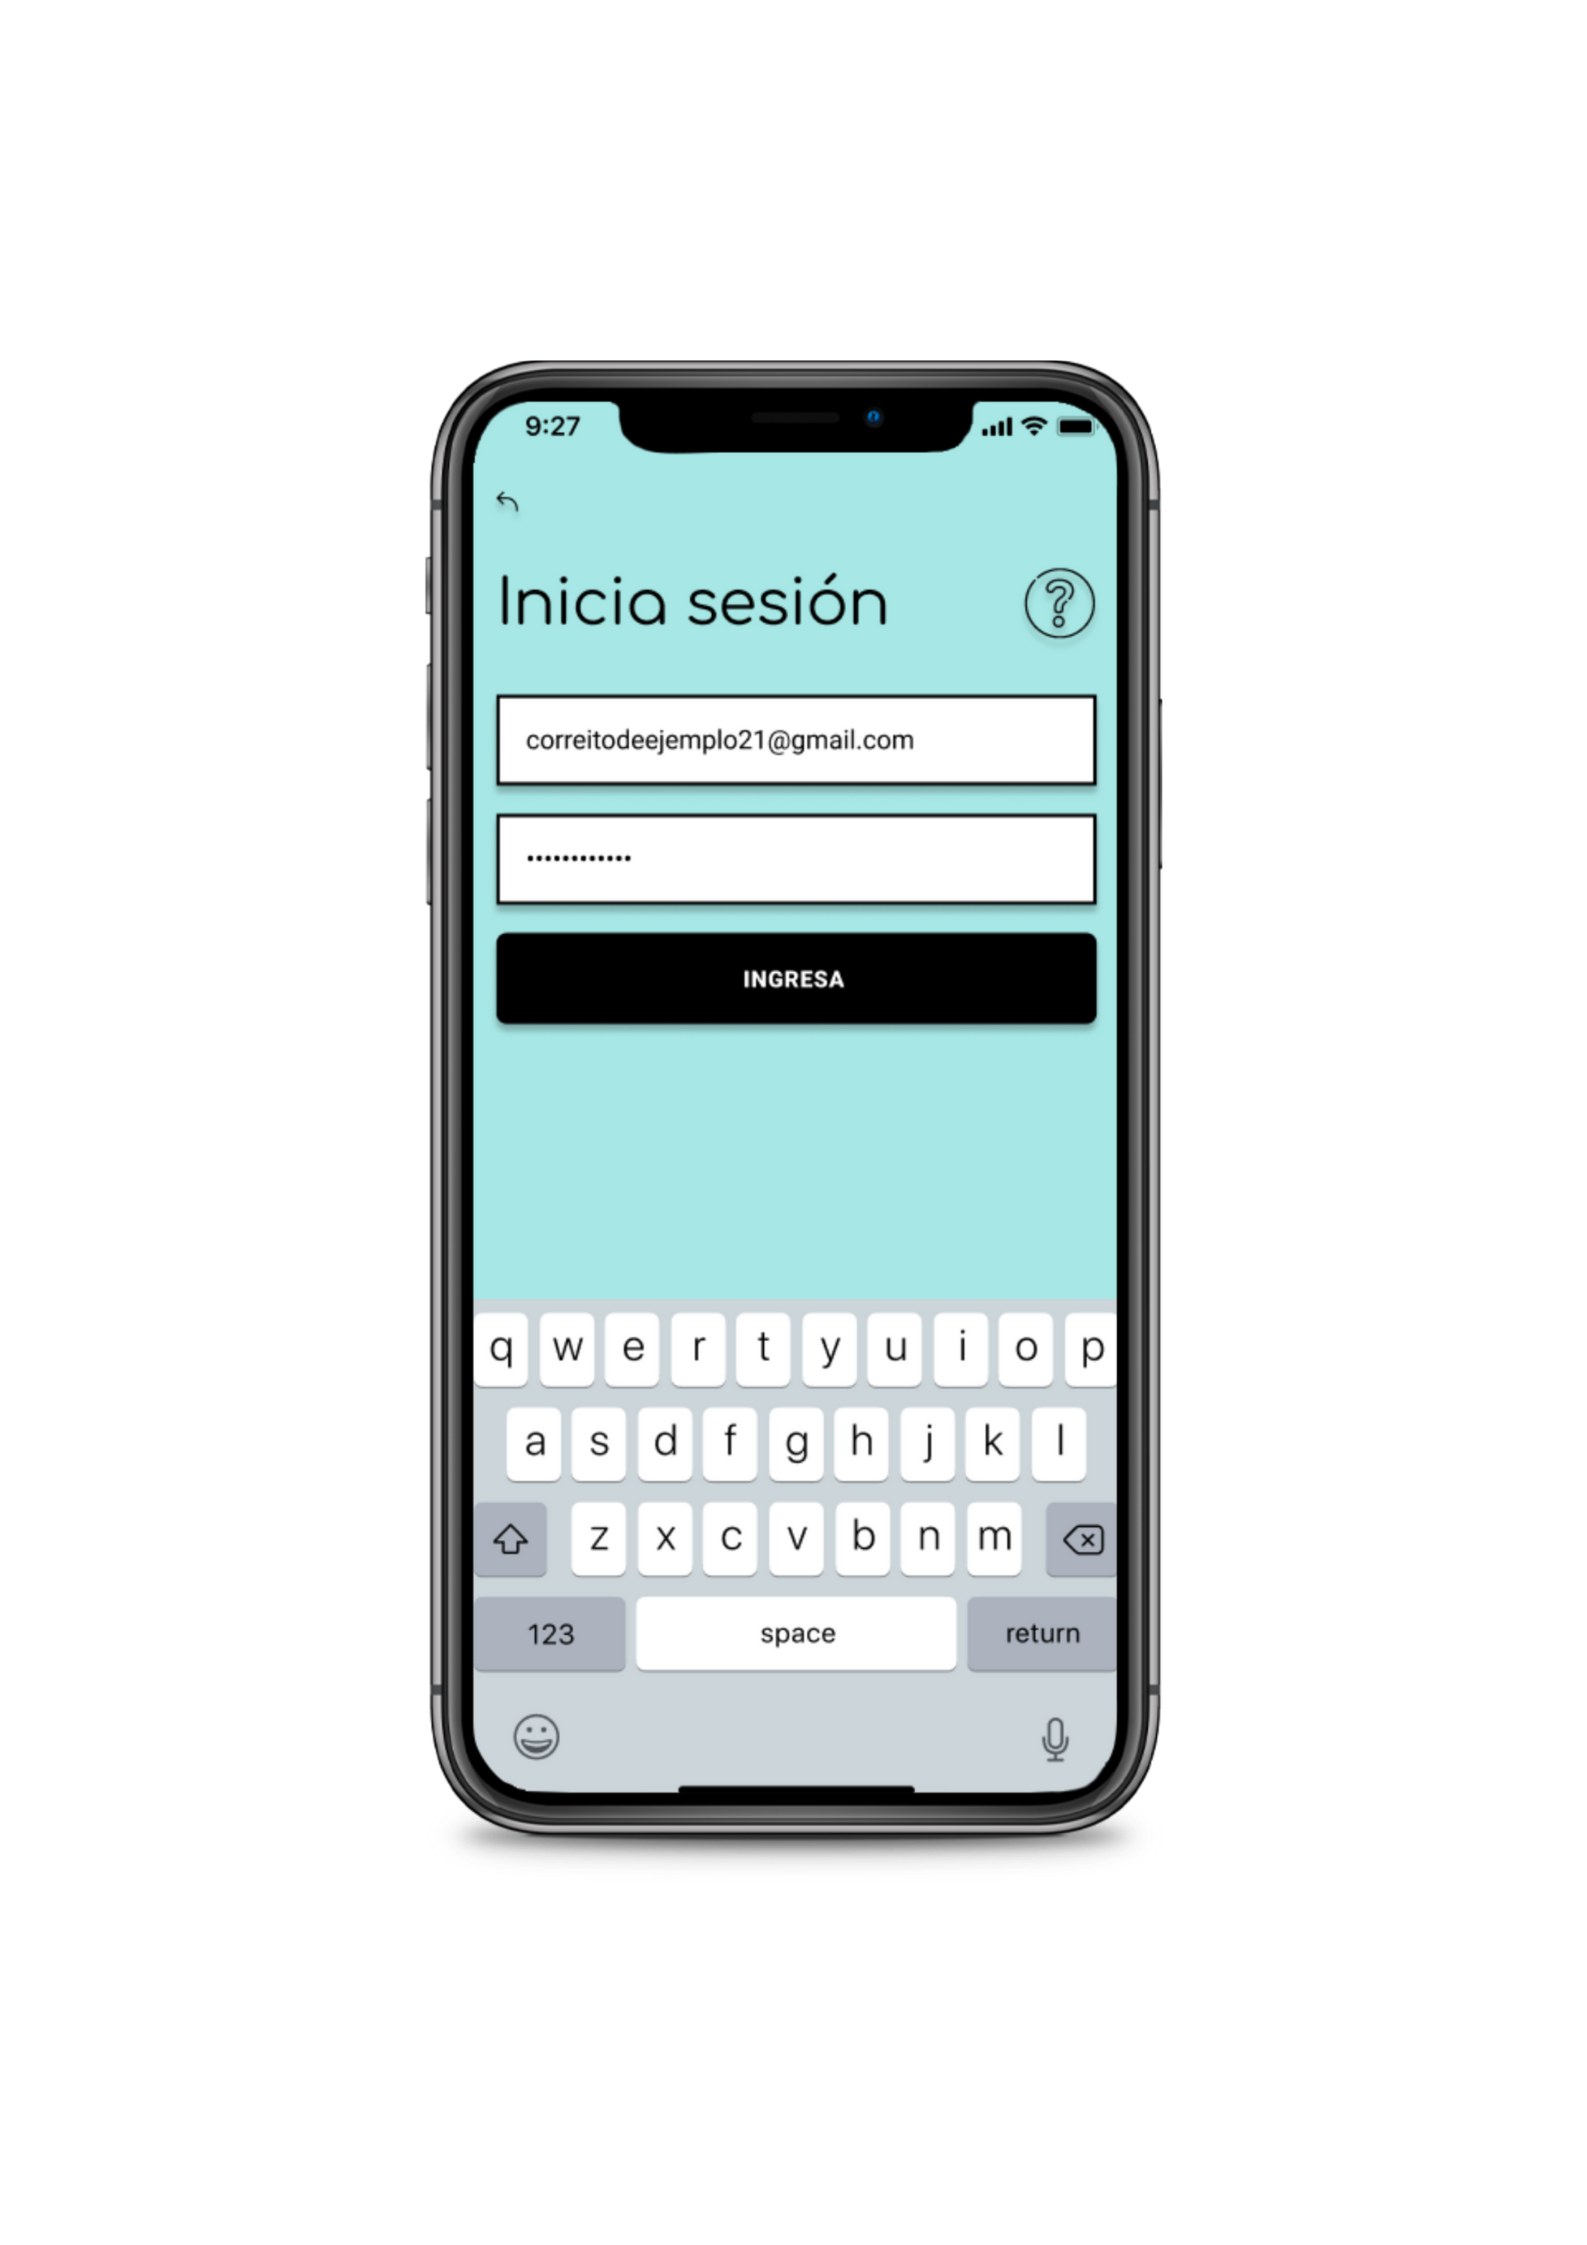 9:27
Inicia sesión
correitodeejemplo21@gmail.com
••••••••••••
INGRESA
q w e r t y u i o p
a s d f g h j k l
z x c v b n m
123 space return